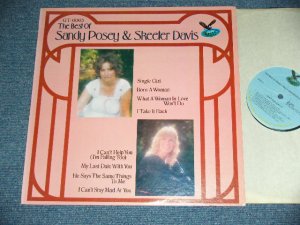 GT-0065
The Best Of
Sandy Posey & Skeeter Davis
Single Girl
Born A Woman
What A Woman In Love
Won't Do
I Take It Back
I Can't Help You
(I'm Falling Too)
My Last Date With You
He Says The Same Things
To Me
I Can't Stay Mad At You